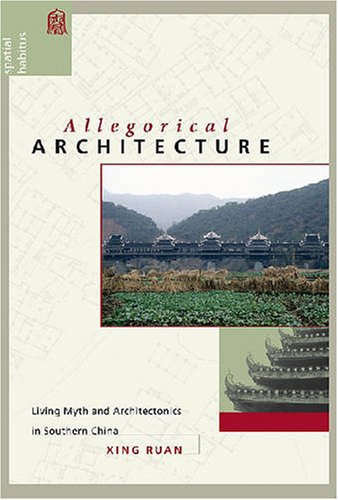 spatial
habitus
Allegorical
ARCHITECTURE
Living Myth and Architectonics
in Southern China
XING RUAN